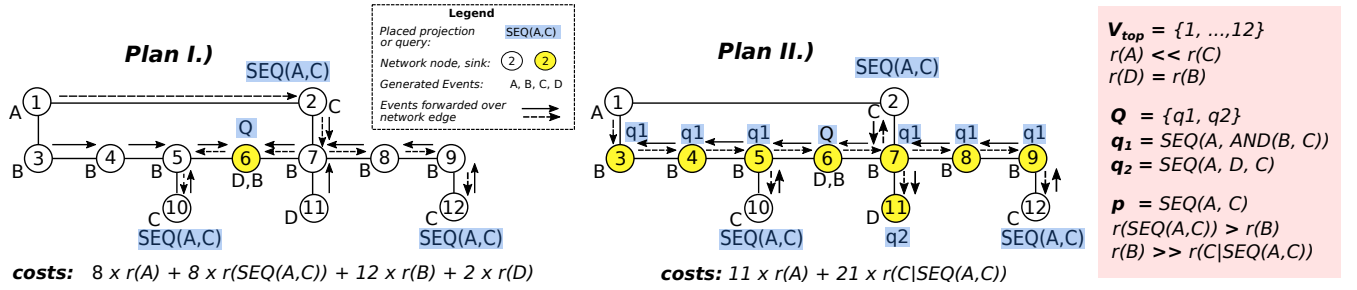 Plan I.)
SEQ(A,C)
A
1
2
C
Q
3
4
5
6
7
8
9
B
B
D,B
B
B
B
10
11
12
C
D
C
SEQ(A,C)
SEQ(A,C)
costs: 8 x r(A) + 8 x r(SEQ(A,C)) + 12 x r(B) + 2 x r(D)
Legend
Placed projection
or query:
SEQ(A,C)
Network node, sink:
2
2
Generated Events:
A, B, C, D
Events forwarded over
network edge
Plan II.)
SEQ(A,C)
A
1
2
C
q1
q1
q1
Q
q1
q1
q1
3
4
5
6
7
8
9
B
B
D,B
B
B
B
10
11
12
C
D
C
SEQ(A,C)
q2
SEQ(A,C)
costs: 11 x r(A) + 21 x r(C|SEQ(A,C))
Vtop = {1, ...,12}
r(A) << r(C)
r(D) = r(B)
Q = {q1, q2}
q1 = SEQ(A, AND(B, C))
q2 = SEQ(A, D, C)
p = SEQ(A, C)
r(SEQ(A,C)) > r(B)
r(B) >> r(C|SEQ(A,C))